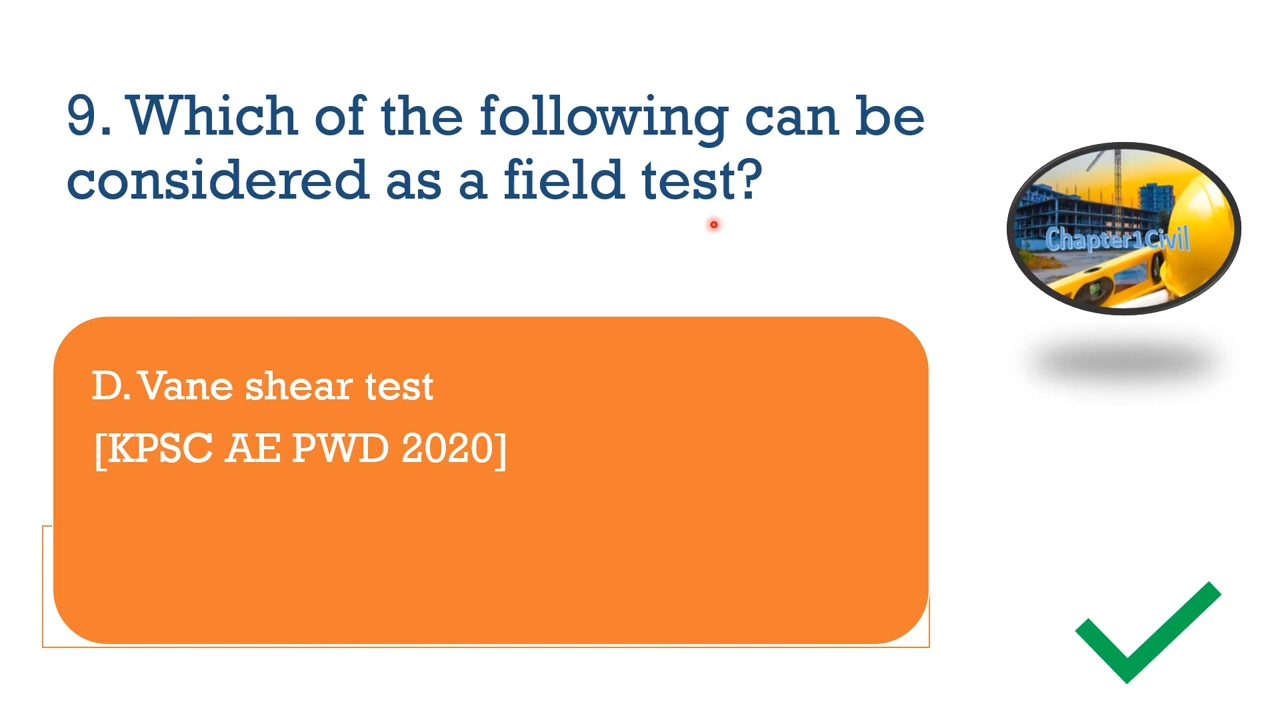 9. Which of the following can be
considered as a field test?
Chapter1Civil
D. Vane shear test
[KPSC AE PWD 2020]